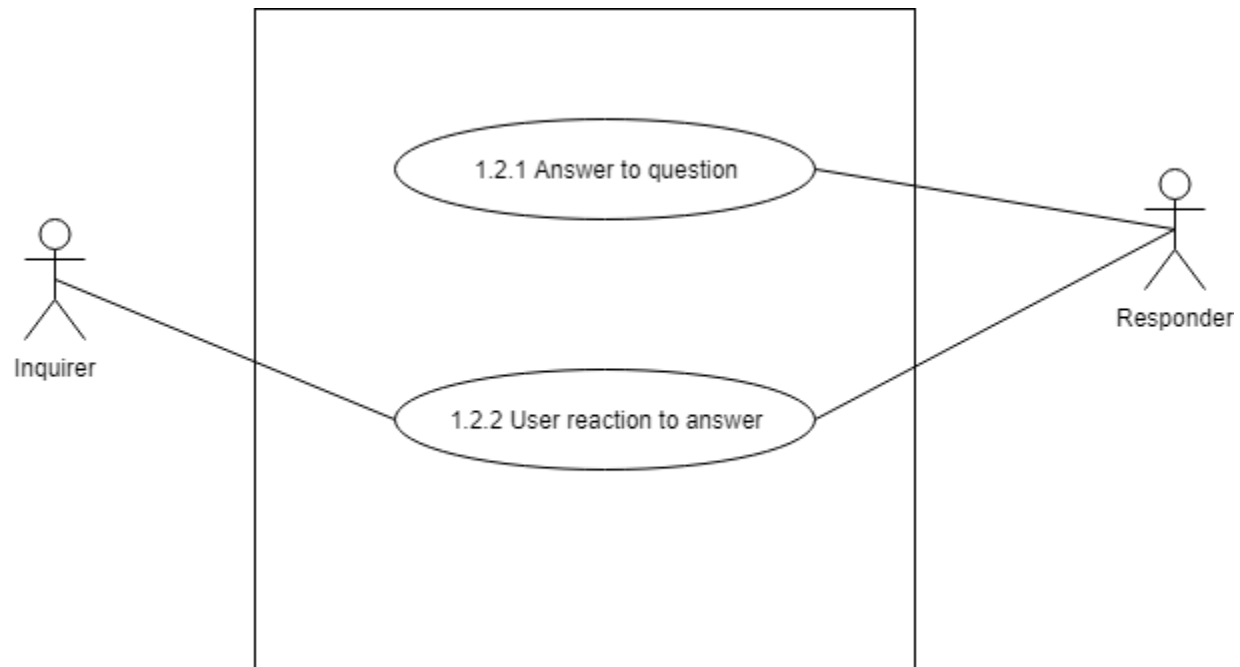 1.2.1 Answer to question
Inquirer
Responder
1.2.2 User reaction to answer